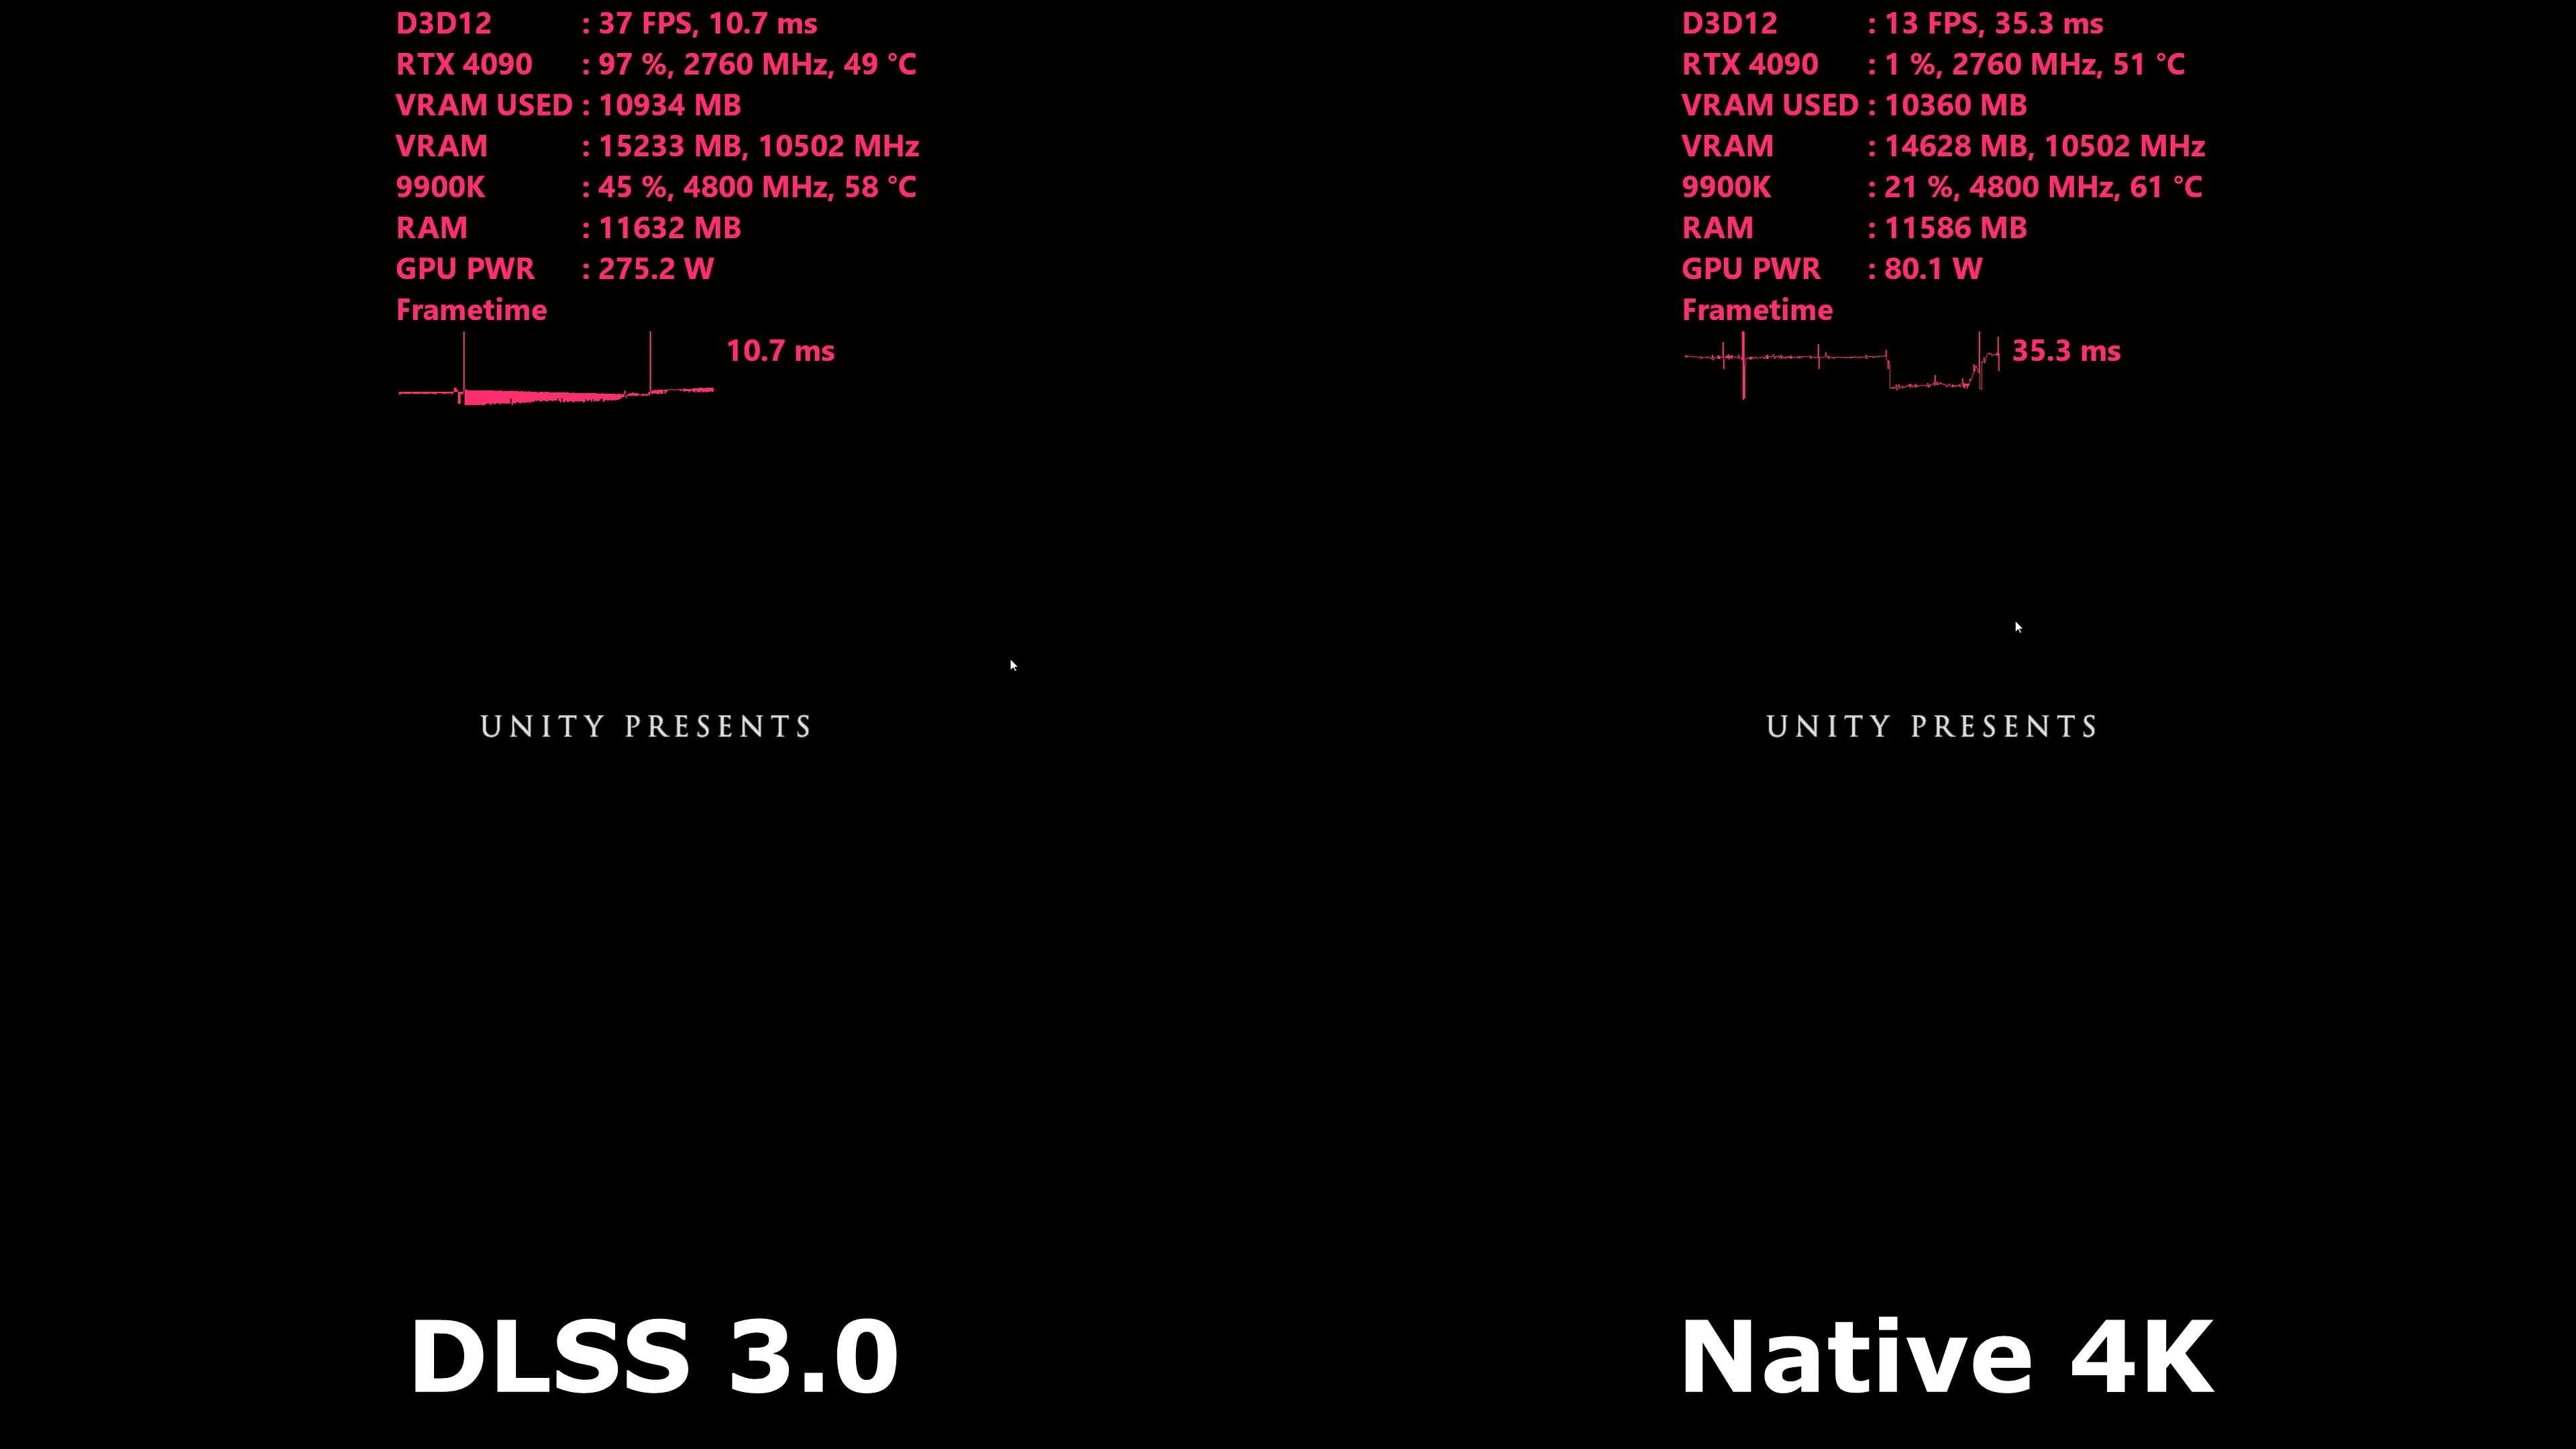 D3D12 : 37 FPS, 10.7 ms
RTX 4090 : 97 %, 2760 MHz, 49 °C
VRAM USED : 10934 MB
VRAM : 15233 MB, 10502 MHz
9900K : 45 %, 4800 MHz, 58 °C
RAM : 11632 MB
GPU PWR : 275.2 W
Frametime
10.7 ms
UNITY PRESENTS
DLSS 3.0
D3D12 : 13 FPS, 35.3 ms
RTX 4090 : 1 %, 2760 MHz, 51 °C
VRAM USED : 10360 MB
VRAM : 14628 MB, 10502 MHz
9900K : 21 %, 4800 MHz, 61 °C
RAM : 11586 MB
GPU PWR : 80.1 W
Frametime
35.3 ms
UNITY PRESENTS
Native 4K